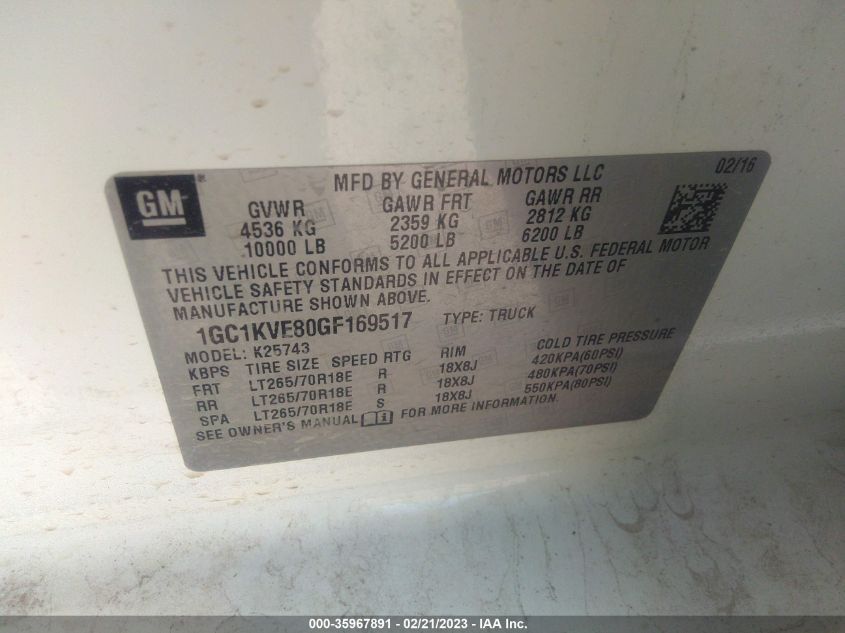 GM
MFD BY GENERAL MOTORS LLC 02/16
GVWR GAWR FRT GAWR RR
4536 KG 2359 KG 2812 KG
10000 LB 5200 LB 6200 LB
THIS VEHICLE CONFORMS TO ALL APPLICABLE U.S. FEDERAL MOTOR
VEHICLE SAFETY STANDARDS IN EFFECT ON THE DATE OF
MANUFACTURE SHOWN ABOVE.
1GC1KVE80GF169517 TYPE: TRUCK
MODEL: K25743
KBPS TIRE SIZE SPEED RTG RIM COLD TIRE PRESSURE
FRT LT265/70R18E R 18X8J 420KPA(60PSI)
RR LT265/70R18E R 18X8J 480KPA(70PSI)
SPA LT265/70R18E S 18X8J 550KPA(80PSI)
SEE OWNER'S MANUAL FOR MORE INFORMATION.
000-35967891 - 02/21/2023 - IAA Inc.